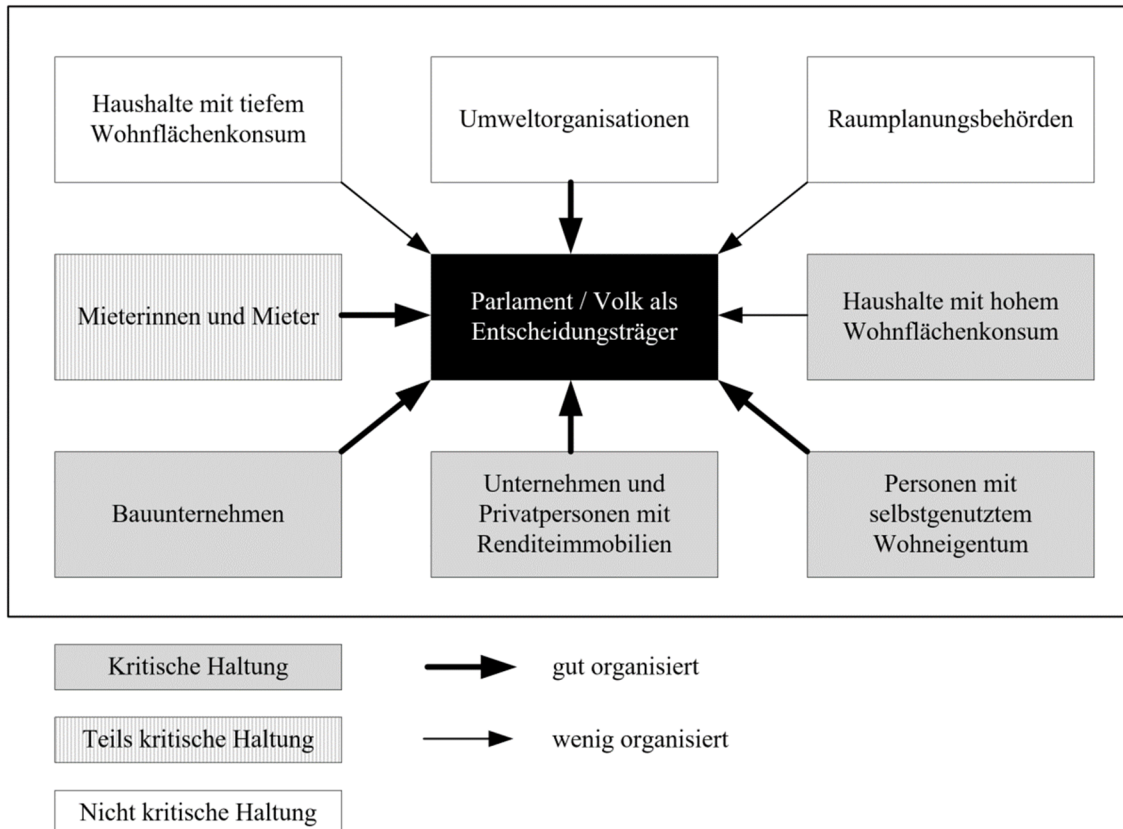 Haushalte mit tiefem
Wohnflächenkonsum
Umweltorganisationen
Raumplanungsbehörden
Mieterinnen und Mieter
Parlament / Volk als
Entscheidungsträger
Haushalte mit hohem
Wohnflächenkonsum
Bauunternehmen
Unternehmen und
Privatpersonen mit
Renditeimmobilien
Personen mit
selbstgenutztem
Wohneigentum
Kritische Haltung
gut organisiert
Teils kritische Haltung
wenig organisiert
Nicht kritische Haltung